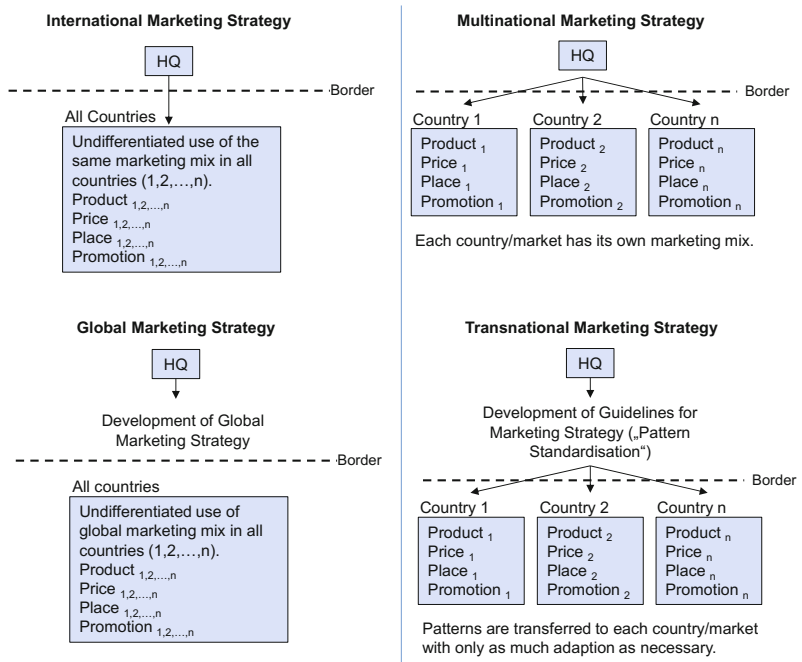 International Marketing Strategy
HQ
Border
All Countries
Undifferentiated use of the
same marketing mix in all
countries (1,2,…,n).
Product 1,2,…,n
Price 1,2,…,n
Place 1,2,…,n
Promotion 1,2,…,n
Multinational Marketing Strategy
HQ
Border
Country 1
Product 1
Price 1
Place 1
Promotion 1
Country 2
Product 2
Price 2
Place 2
Promotion 2
Country n
Product n
Price n
Place n
Promotion n
Each country/market has its own marketing mix.
Global Marketing Strategy
HQ
Development of Global
Marketing Strategy
Border
All countries
Undifferentiated use of
global marketing mix in all
countries (1,2,…,n).
Product 1,2,…,n
Price 1,2,…,n
Place 1,2,…,n
Promotion 1,2,…,n
Transnational Marketing Strategy
HQ
Development of Guidelines for
Marketing Strategy („Pattern
Standardisation“)
Border
Country 1
Product 1
Price 1
Place 1
Promotion 1
Country 2
Product 2
Price 2
Place 2
Promotion 2
Country n
Product n
Price n
Place n
Promotion n
Patterns are transferred to each country/market
with only as much adaption as necessary.